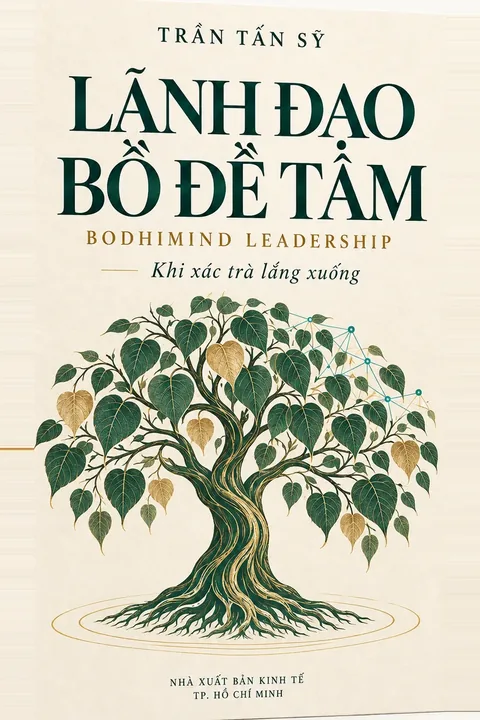 TRẦN TẤN SỸ
LÃNH ĐẠO
BỒ ĐỀ TÂM
BODHIMIND LEADERSHIP
Khi xác trà lắng xuống
NHÀ XUẤT BẢN KINH TẾ
TP. HỒ CHÍ MINH